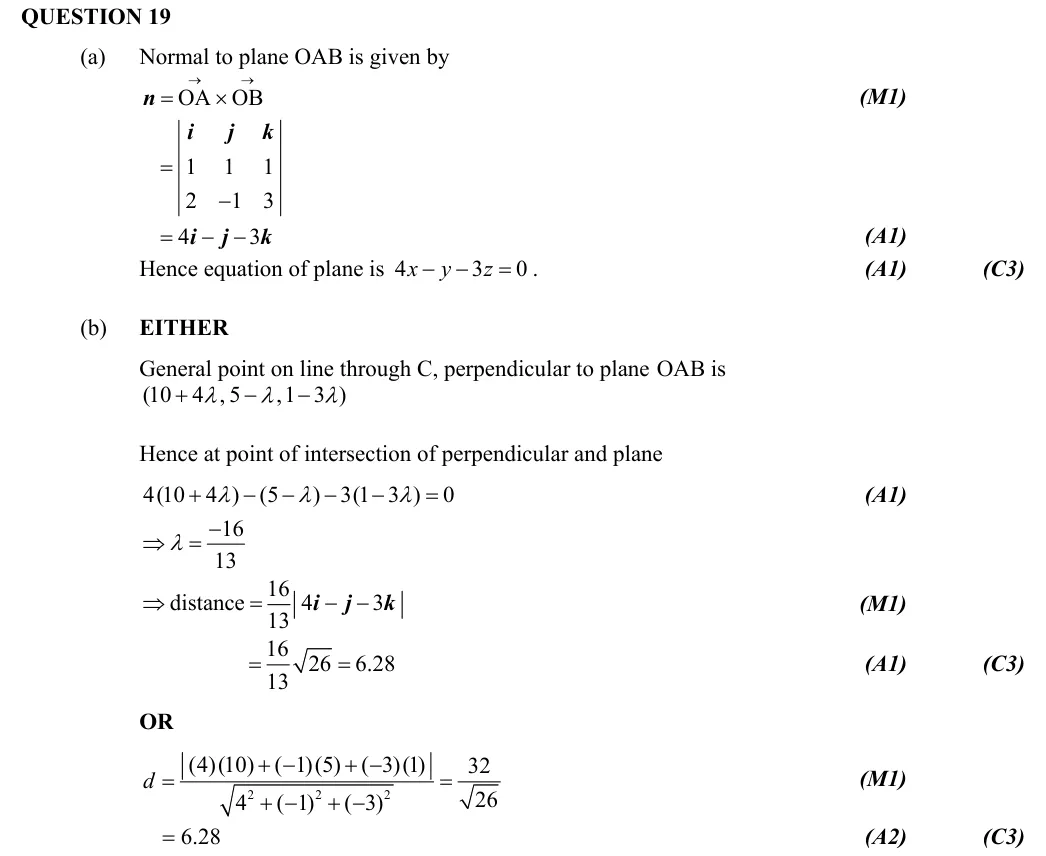 QUESTION 19
(a) Normal to plane OAB is given by
n = OA→ × OB→ (M1)
= | i j k |
| 1 1 1 |
| 2 −1 3 |
= 4i − j − 3k (A1)
Hence equation of plane is 4x − y − 3z = 0 . (A1) (C3)
(b) EITHER
General point on line through C, perpendicular to plane OAB is
(10 + 4λ, 5 − λ, 1 − 3λ)
Hence at point of intersection of perpendicular and plane
4(10 + 4λ) − (5 − λ) − 3(1 − 3λ) = 0 (A1)
⇒ λ = −16/13
⇒ distance = 16/13 | 4i − j − 3k | (M1)
= 16/13 √26 = 6.28 (A1) (C3)
OR
d = |(4)(10) + (−1)(5) + (−3)(1)| / √(4² + (−1)² + (−3)²) = 32/√26 (M1)
= 6.28 (A2) (C3)